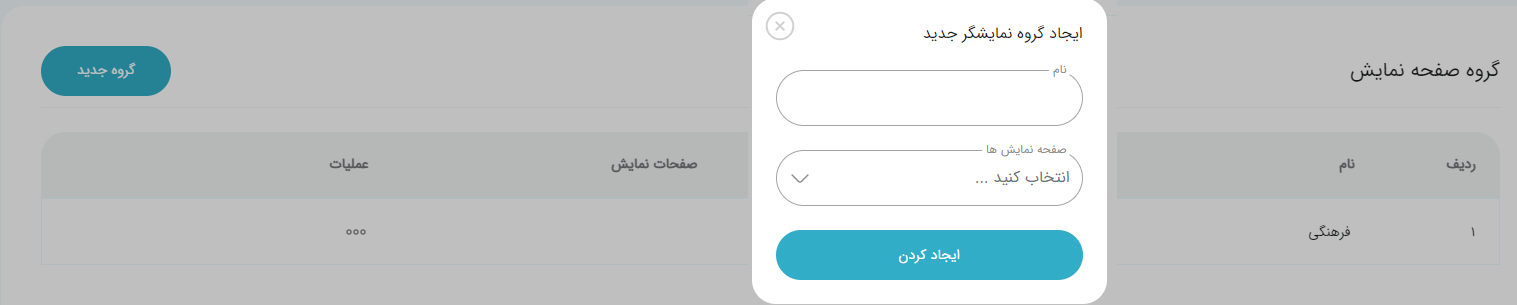 گروه صفحه نمایش
گروه جدید
ردیف
نام
صفحات نمایش
عملیات
۱
فرهنگی
ایجاد گروه نمایشگر جدید
نام
صفحه نمایش ها
انتخاب کنید ...
ایجاد کردن